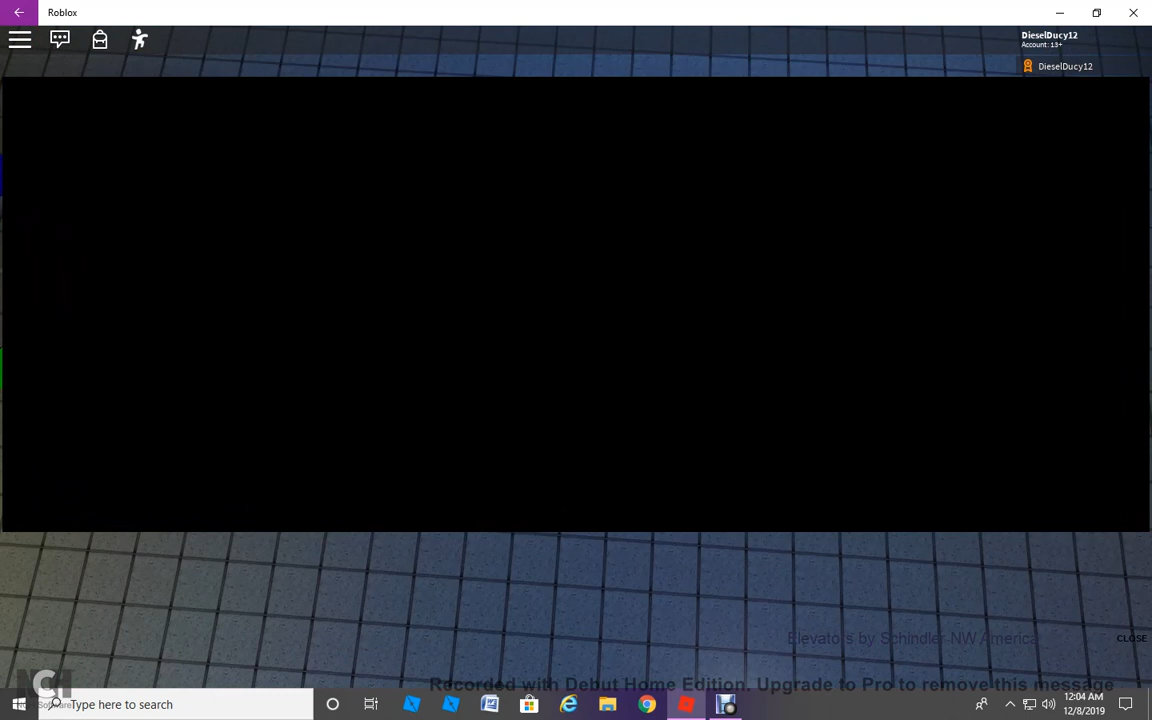 Roblox
DieselDucy12
Account: 13+
DieselDucy12
Elevators by Schindler NW America
CLOSE
Recorded with Debut Home Edition. Upgrade to Pro to remove this message
NCH
Type here to search
12:04 AM
12/8/2019